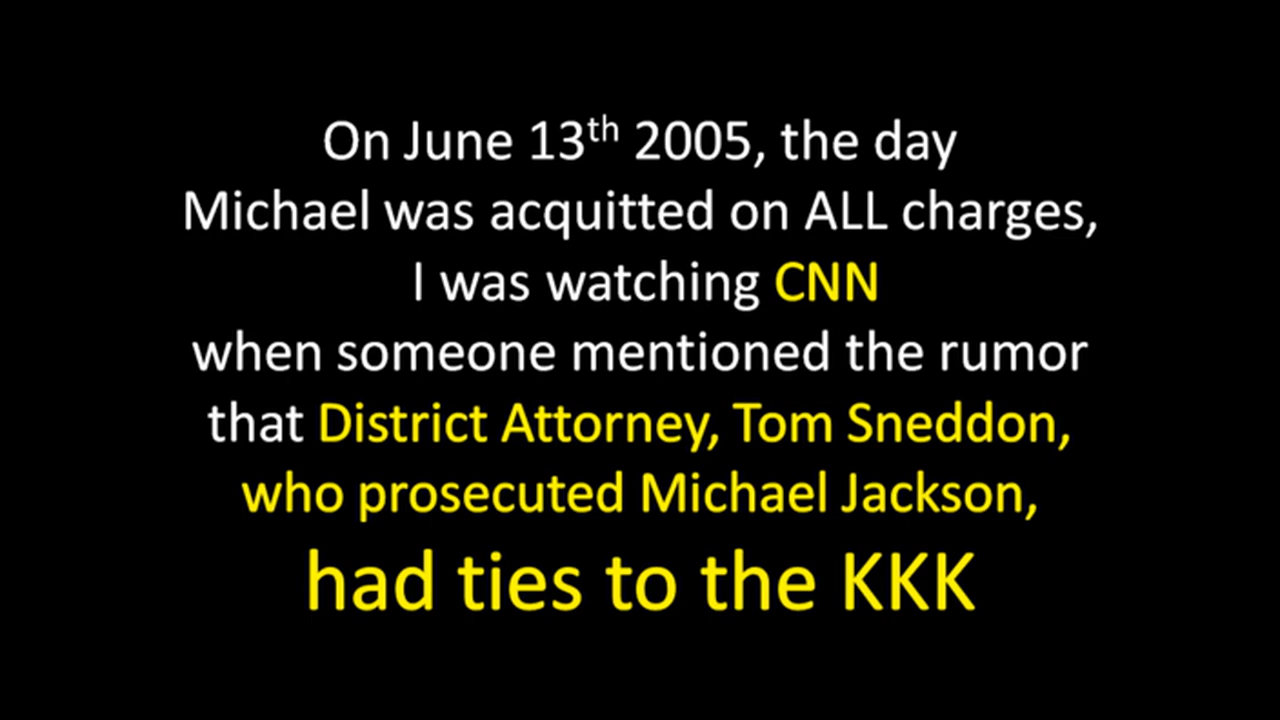 On June 13th 2005, the day
Michael was acquitted on ALL charges,
I was watching CNN
when someone mentioned the rumor
that District Attorney, Tom Sneddon,
who prosecuted Michael Jackson,
had ties to the KKK